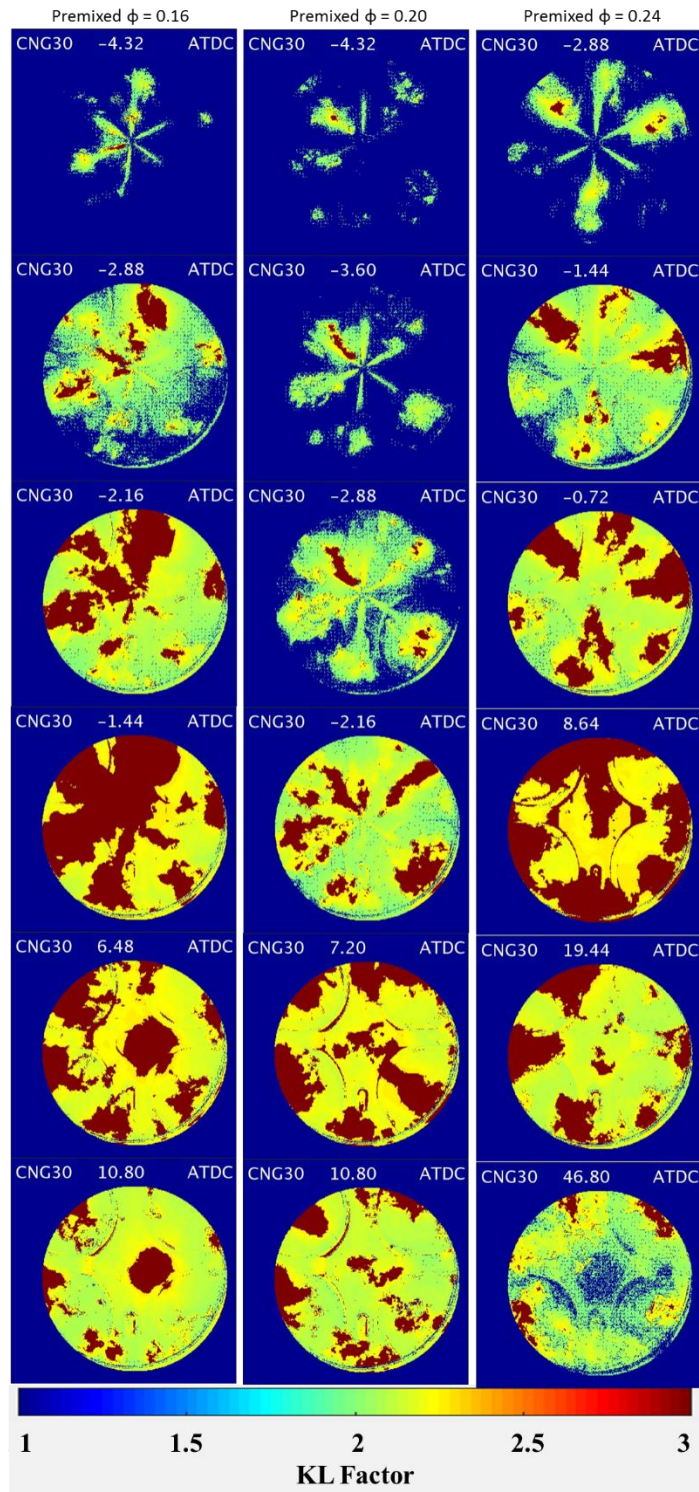 Premixed ϕ = 0.16 Premixed ϕ = 0.20 Premixed ϕ = 0.24
CNG30 −4.32 ATDC CNG30 −4.32 ATDC CNG30 −2.88 ATDC
CNG30 −2.88 ATDC CNG30 −3.60 ATDC CNG30 −1.44 ATDC
CNG30 −2.16 ATDC CNG30 −2.88 ATDC CNG30 −0.72 ATDC
CNG30 −1.44 ATDC CNG30 −2.16 ATDC CNG30 8.64 ATDC
CNG30 6.48 ATDC CNG30 7.20 ATDC CNG30 19.44 ATDC
CNG30 10.80 ATDC CNG30 10.80 ATDC CNG30 46.80 ATDC
1 1.5 2 2.5 3
KL Factor